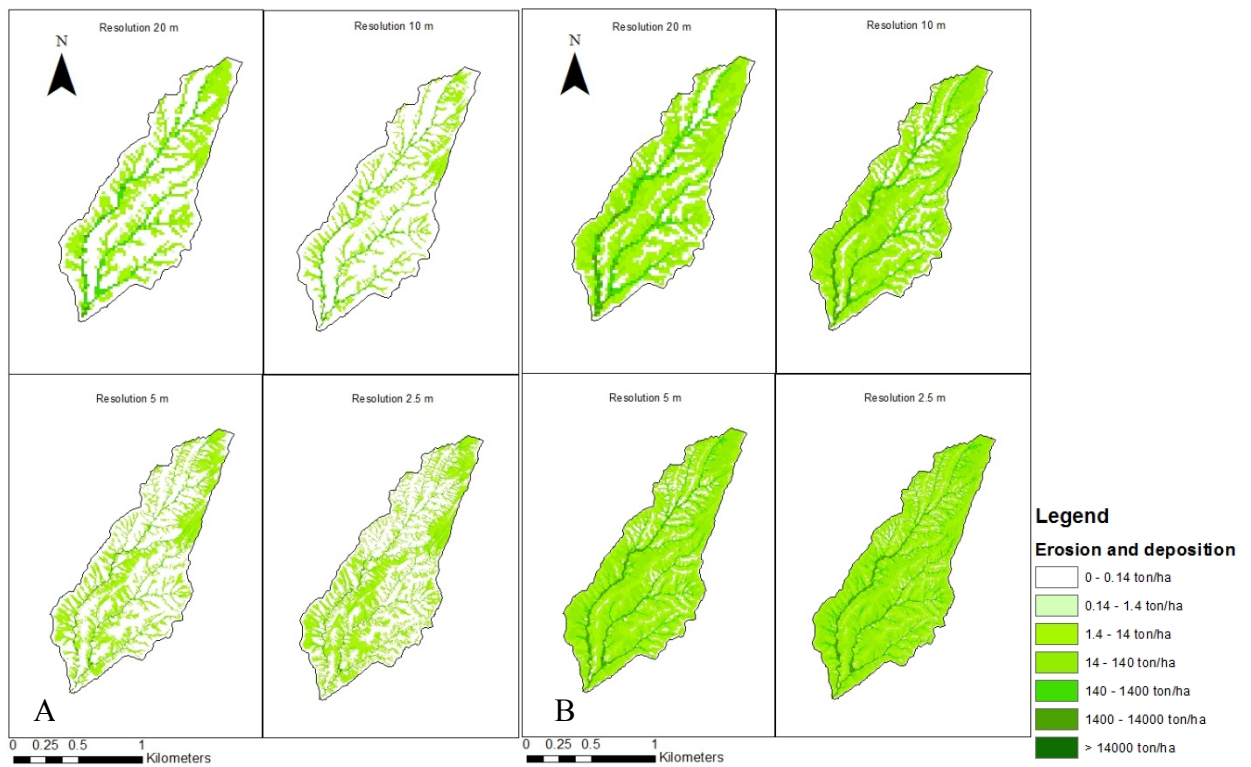 Resolution 20 m
Resolution 10 m
N
Resolution 20 m
Resolution 10 m
N
Resolution 5 m
Resolution 2.5 m
A
0 0.25 0.5 1
Kilometers
Resolution 5 m
Resolution 2.5 m
B
0 0.25 0.5 1
Kilometers
Legend
Erosion and deposition
0 - 0.14 ton/ha
0.14 - 1.4 ton/ha
1.4 - 14 ton/ha
14 - 140 ton/ha
140 - 1400 ton/ha
1400 - 14000 ton/ha
> 14000 ton/ha